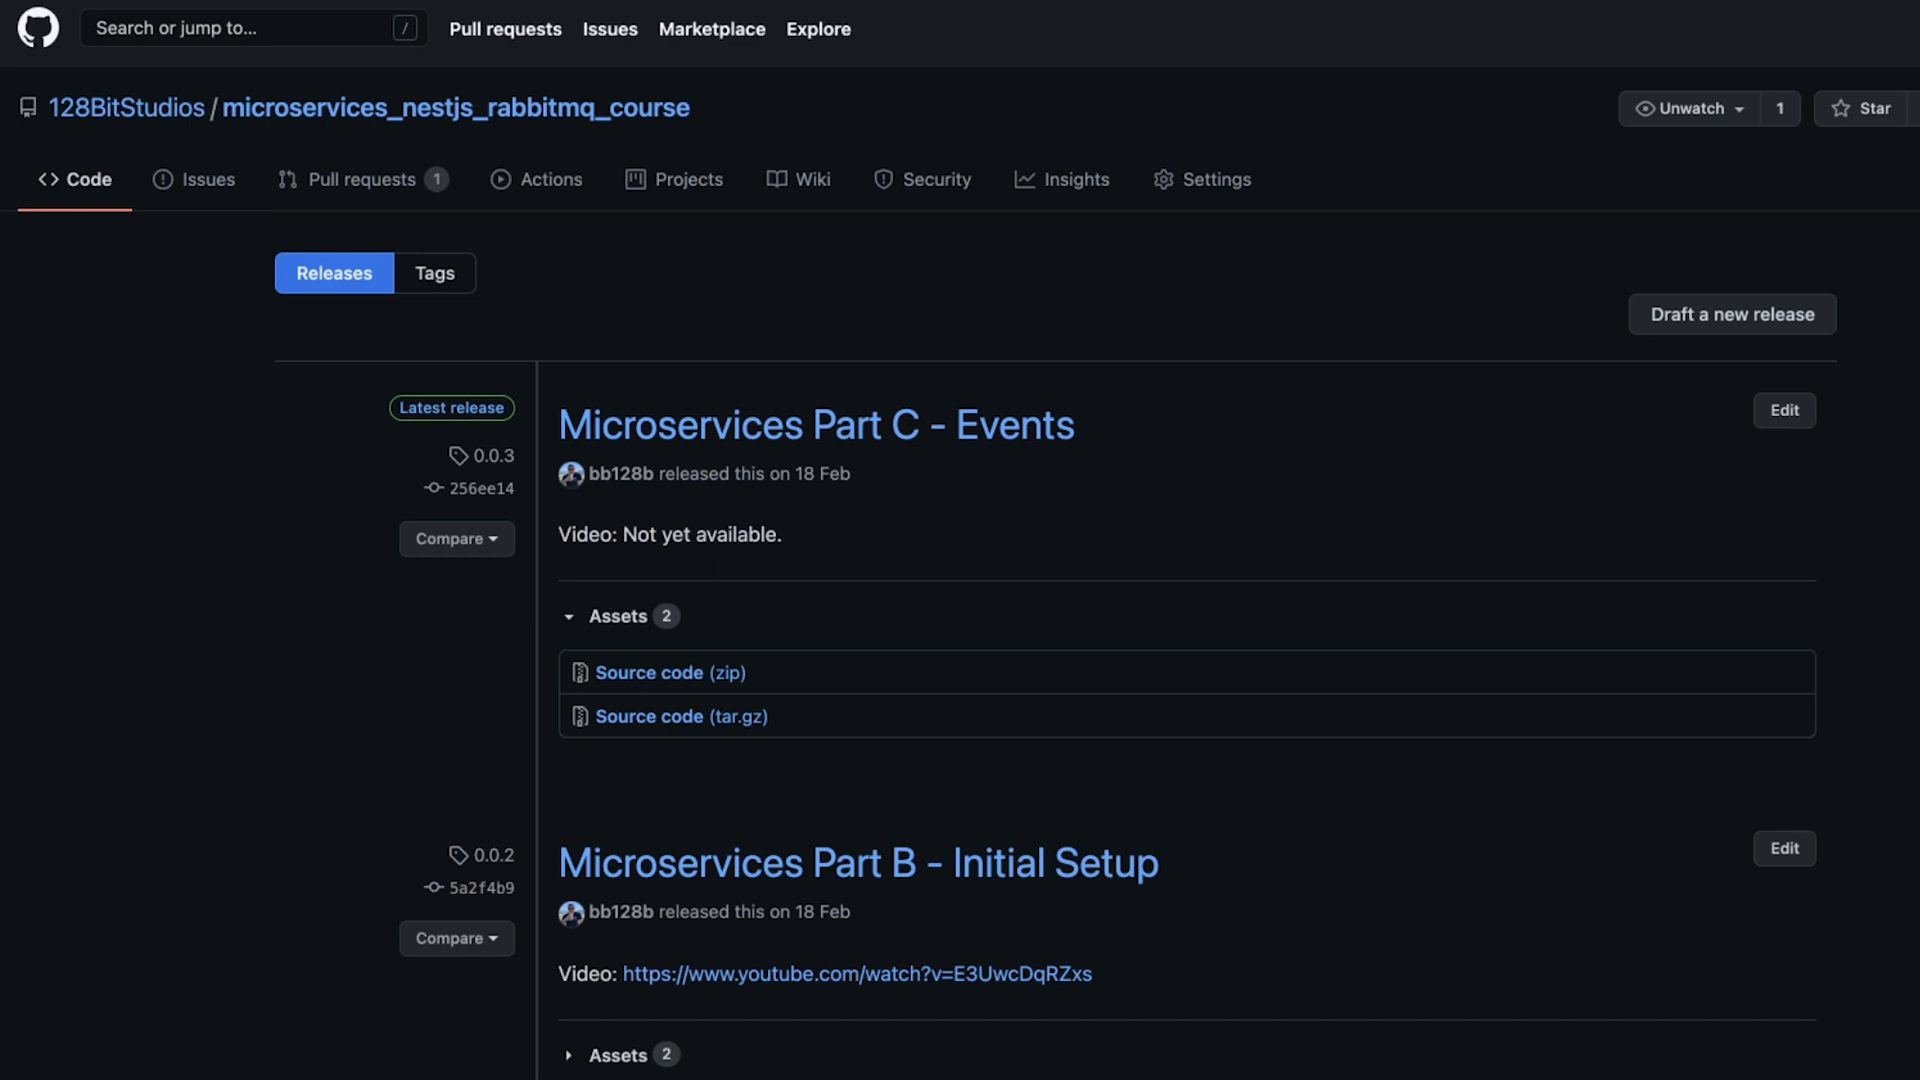 Search or jump to... /
Pull requests Issues Marketplace Explore
128BitStudios / microservices_nestjs_rabbitmq_course
Unwatch 1 Star
Code Issues Pull requests 1 Actions Projects Wiki Security Insights Settings
Releases Tags
Draft a new release
Latest release
0.0.3
256ee14
Compare
Microservices Part C - Events
Edit
bb128b released this on 18 Feb
Video: Not yet available.
Assets 2
Source code (zip)
Source code (tar.gz)
0.0.2
5a2f4b9
Compare
Microservices Part B - Initial Setup
Edit
bb128b released this on 18 Feb
Video: https://www.youtube.com/watch?v=E3UwcDqRZxs
Assets 2